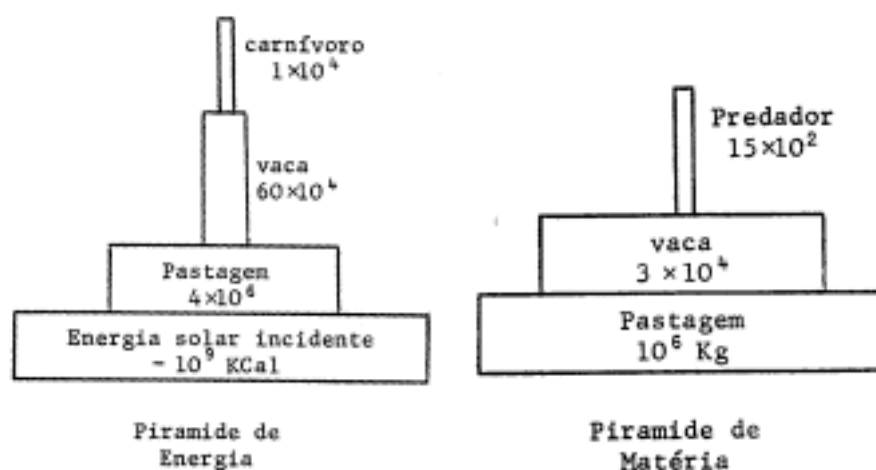 carnívoro
1×10⁴
vaca
60×10⁴
Pastagem
4×10⁶
Energia solar incidente
~ 10⁹ KCal
Piramide de
Energia
Predador
15×10²
vaca
3 ×10⁴
Pastagem
10⁶ Kg
Piramide de
Matéria